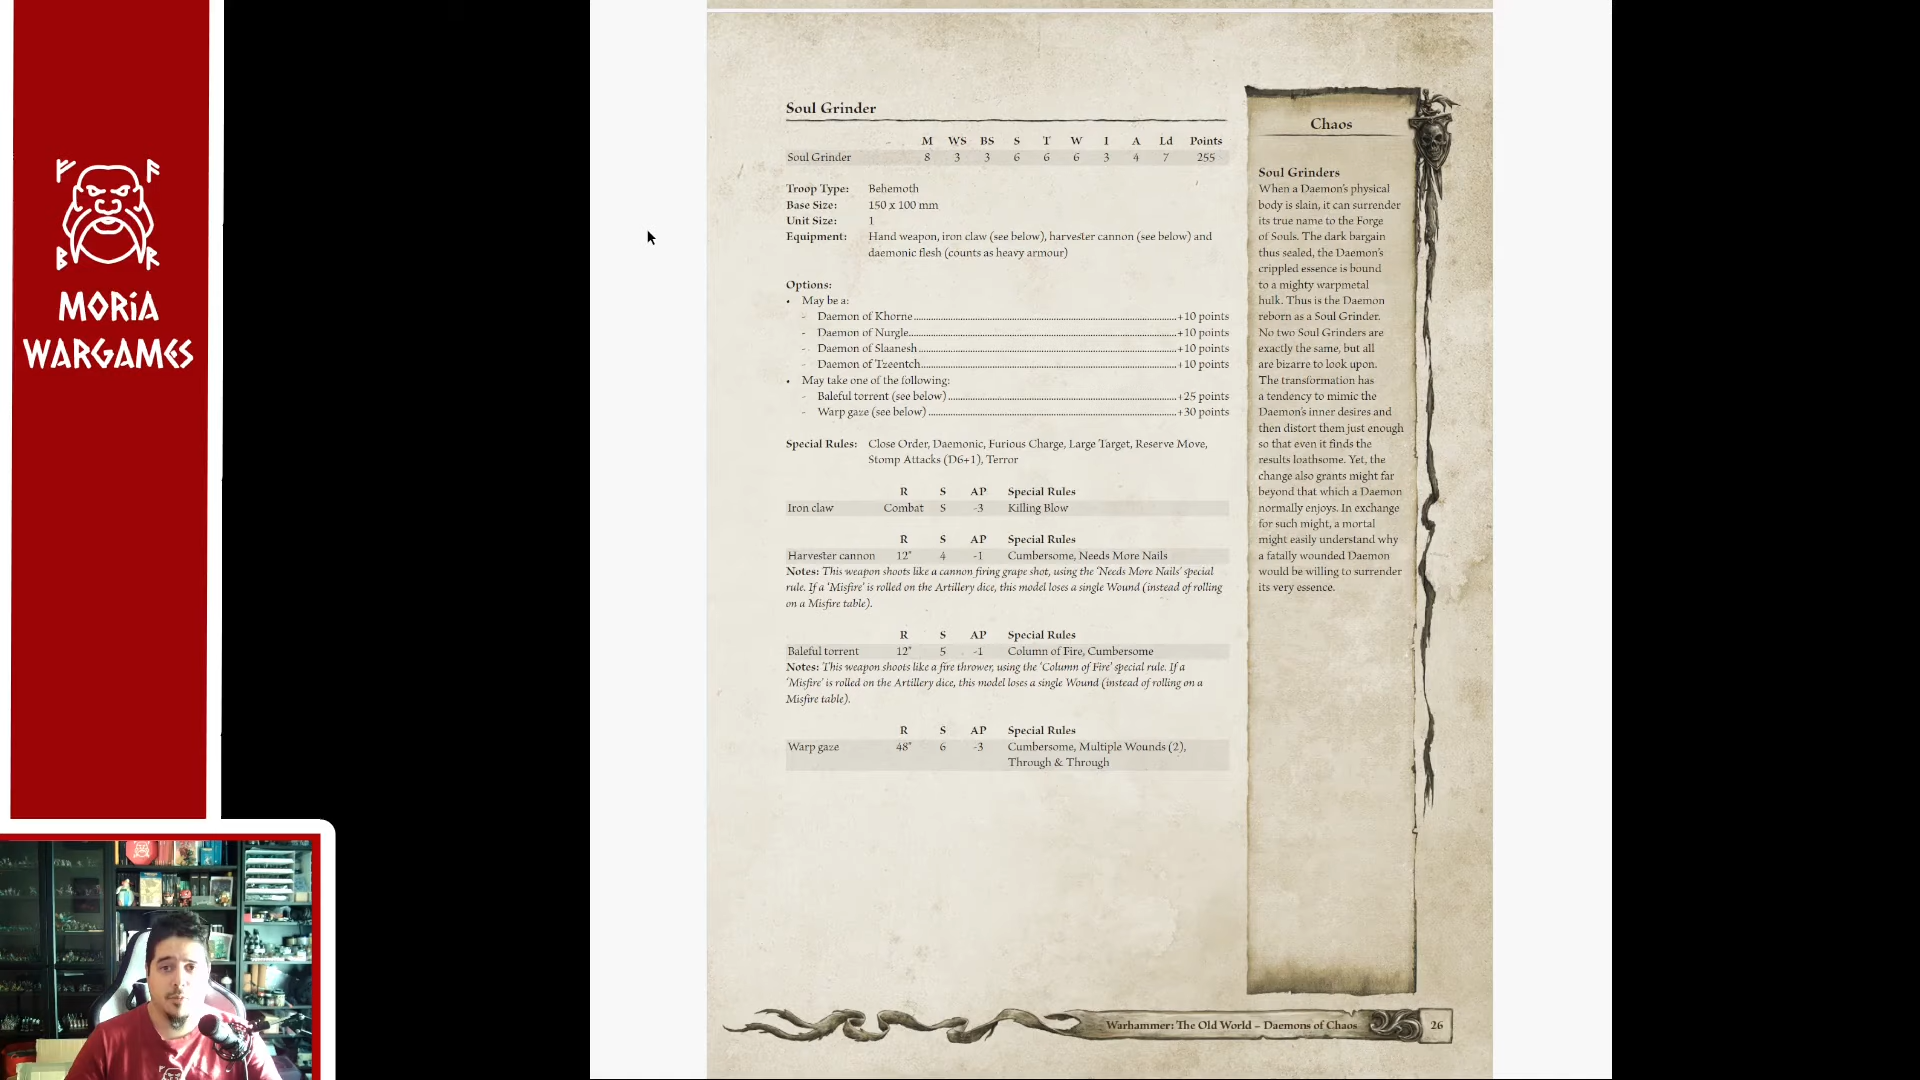 MORiA
WARGAMES
Soul Grinder
M WS BS S T W I A Ld Points
Soul Grinder 8 3 3 6 6 6 3 4 7 255
Troop Type: Behemoth
Base Size: 150 x 100 mm
Unit Size: 1
Equipment: Hand weapon, iron claw (see below), harvester cannon (see below) and
daemonic flesh (counts as heavy armour)
Options:
• May be a:
- Daemon of Khorne +10 points
- Daemon of Nurgle +10 points
- Daemon of Slaanesh +10 points
- Daemon of Tzeentch +10 points
• May take one of the following:
- Baleful torrent (see below) +25 points
- Warp gaze (see below) +30 points
Special Rules: Close Order, Daemonic, Furious Charge, Large Target, Reserve Move,
Stomp Attacks (D6+1), Terror
R S AP Special Rules
Iron claw Combat S -3 Killing Blow
R S AP Special Rules
Harvester cannon 12" 4 -1 Cumbersome, Needs More Nails
Notes: This weapon shoots like a cannon firing grape shot, using the 'Needs More Nails' special
rule. If a 'Misfire' is rolled on the Artillery dice, this model loses a single Wound (instead of rolling
on a Misfire table).
R S AP Special Rules
Baleful torrent 12" 5 -1 Column of Fire, Cumbersome
Notes: This weapon shoots like a fire thrower, using the 'Column of Fire' special rule. If a
'Misfire' is rolled on the Artillery dice, this model loses a single Wound (instead of rolling on a
Misfire table).
R S AP Special Rules
Warp gaze 48" 6 -3 Cumbersome, Multiple Wounds (2),
Through & Through
Chaos
Soul Grinders
When a Daemon's physical
body is slain, it can surrender
its true name to the Forge
of Souls. The dark bargain
thus sealed, the Daemon's
crippled essence is bound
to a mighty warpmetal
hulk. Thus is the Daemon
reborn as a Soul Grinder.
No two Soul Grinders are
exactly the same, but all
are bizarre to look upon.
The transformation has
a tendency to mimic the
Daemon's inner desires and
then distort them just enough
so that even it finds the
results loathsome. Yet, the
change also grants might far
beyond that which a Daemon
normally enjoys. In exchange
for such might, a mortal
might easily understand why
a fatally wounded Daemon
would be willing to surrender
its very essence.
Warhammer: The Old World – Daemons of Chaos 26